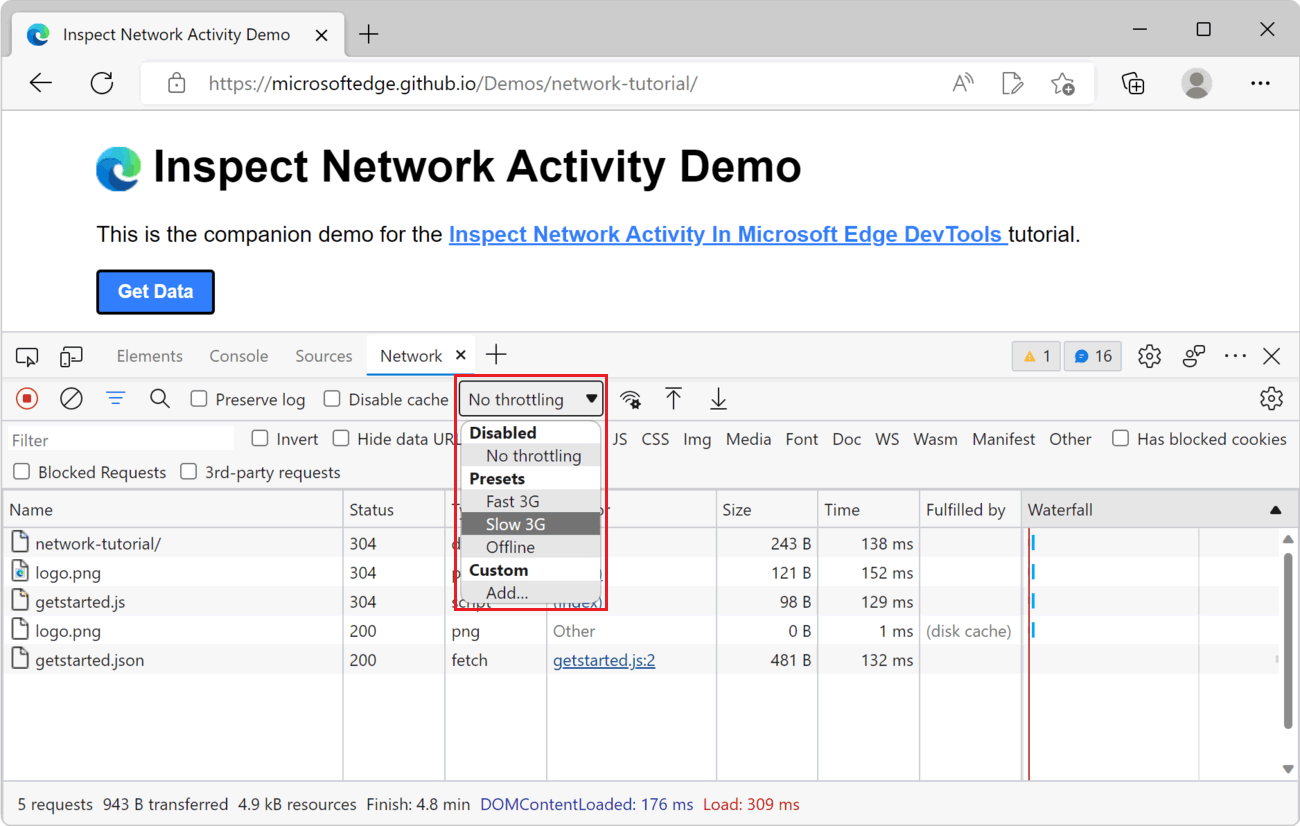 Inspect Network Activity Demo
https://microsoftedge.github.io/Demos/network-tutorial/
Inspect Network Activity Demo
This is the companion demo for the Inspect Network Activity In Microsoft Edge DevTools tutorial.
Get Data
Elements Console Sources Network 1 16
Preserve log Disable cache No throttling
Filter Invert Hide data JS CSS Img Media Font Doc WS Wasm Manifest Other Has blocked cookies
Blocked Requests 3rd-party requests
Disabled
No throttling
Presets
Fast 3G
Slow 3G
Offline
Custom
Add...
Name Status Size Time Fulfilled by Waterfall
network-tutorial/ 304 243 B 138 ms
logo.png 304 121 B 152 ms
getstarted.js 304 script (index) 98 B 129 ms
logo.png 200 png Other 0 B 1 ms (disk cache)
getstarted.json 200 fetch getstarted.js:2 481 B 132 ms
5 requests 943 B transferred 4.9 kB resources Finish: 4.8 min DOMContentLoaded: 176 ms Load: 309 ms